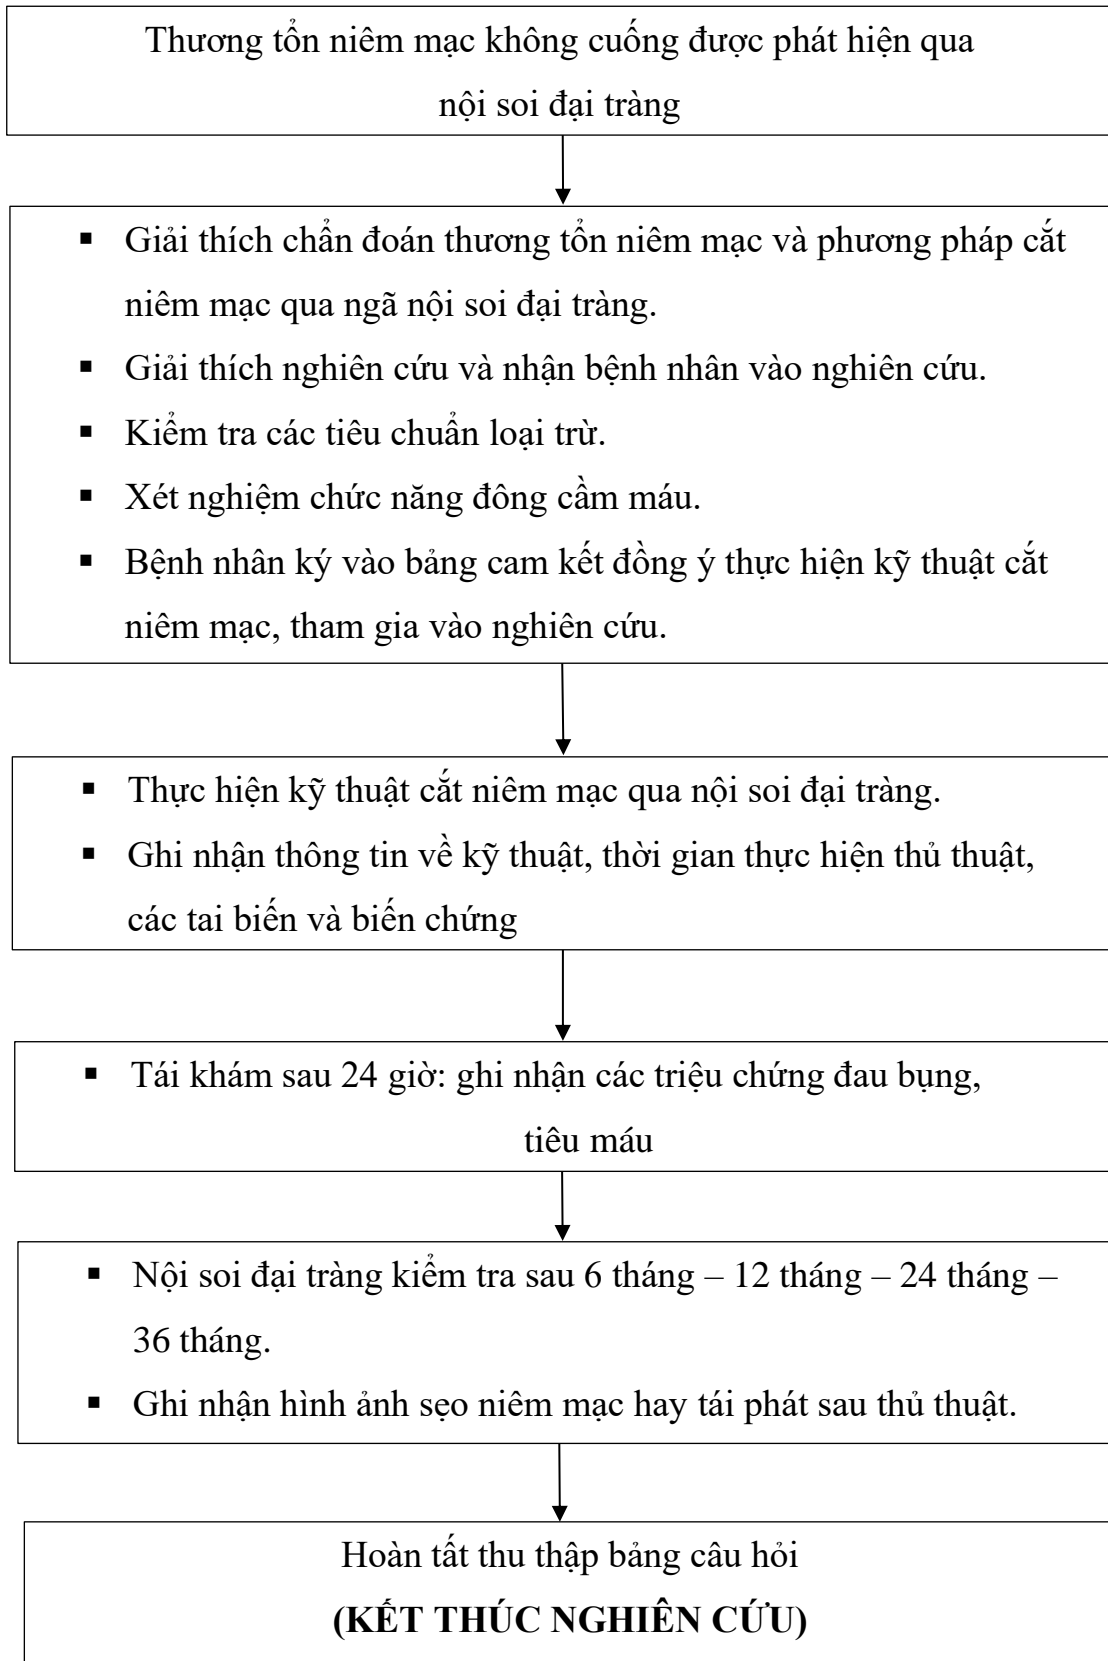 Thương tổn niêm mạc không cuống được phát hiện qua
nội soi đại tràng
▪ Giải thích chẩn đoán thương tổn niêm mạc và phương pháp cắt
niêm mạc qua ngã nội soi đại tràng.
▪ Giải thích nghiên cứu và nhận bệnh nhân vào nghiên cứu.
▪ Kiểm tra các tiêu chuẩn loại trừ.
▪ Xét nghiệm chức năng đông cầm máu.
▪ Bệnh nhân ký vào bảng cam kết đồng ý thực hiện kỹ thuật cắt
niêm mạc, tham gia vào nghiên cứu.
▪ Thực hiện kỹ thuật cắt niêm mạc qua nội soi đại tràng.
▪ Ghi nhận thông tin về kỹ thuật, thời gian thực hiện thủ thuật,
các tai biến và biến chứng
▪ Tái khám sau 24 giờ: ghi nhận các triệu chứng đau bụng,
tiêu máu
▪ Nội soi đại tràng kiểm tra sau 6 tháng – 12 tháng – 24 tháng –
36 tháng.
▪ Ghi nhận hình ảnh sẹo niêm mạc hay tái phát sau thủ thuật.
Hoàn tất thu thập bảng câu hỏi
(KẾT THÚC NGHIÊN CỨU)